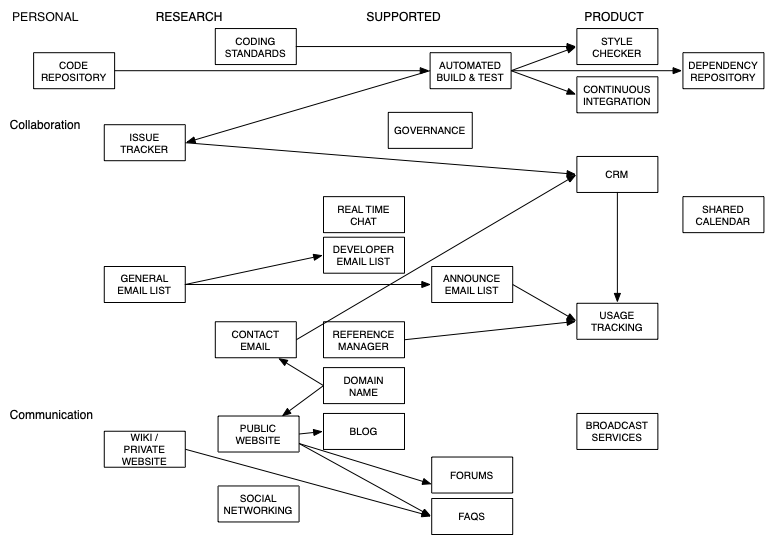 PERSONAL
RESEARCH
SUPPORTED
PRODUCT
CODING
STANDARDS
STYLE
CHECKER
CODE
REPOSITORY
AUTOMATED
BUILD & TEST
DEPENDENCY
REPOSITORY
CONTINUOUS
INTEGRATION
Collaboration
ISSUE
TRACKER
GOVERNANCE
CRM
REAL TIME
CHAT
SHARED
CALENDAR
DEVELOPER
EMAIL LIST
GENERAL
EMAIL LIST
ANNOUNCE
EMAIL LIST
USAGE
TRACKING
CONTACT
EMAIL
REFERENCE
MANAGER
DOMAIN
NAME
Communication
PUBLIC
WEBSITE
BLOG
BROADCAST
SERVICES
WIKI /
PRIVATE
WEBSITE
FORUMS
SOCIAL
NETWORKING
FAQS